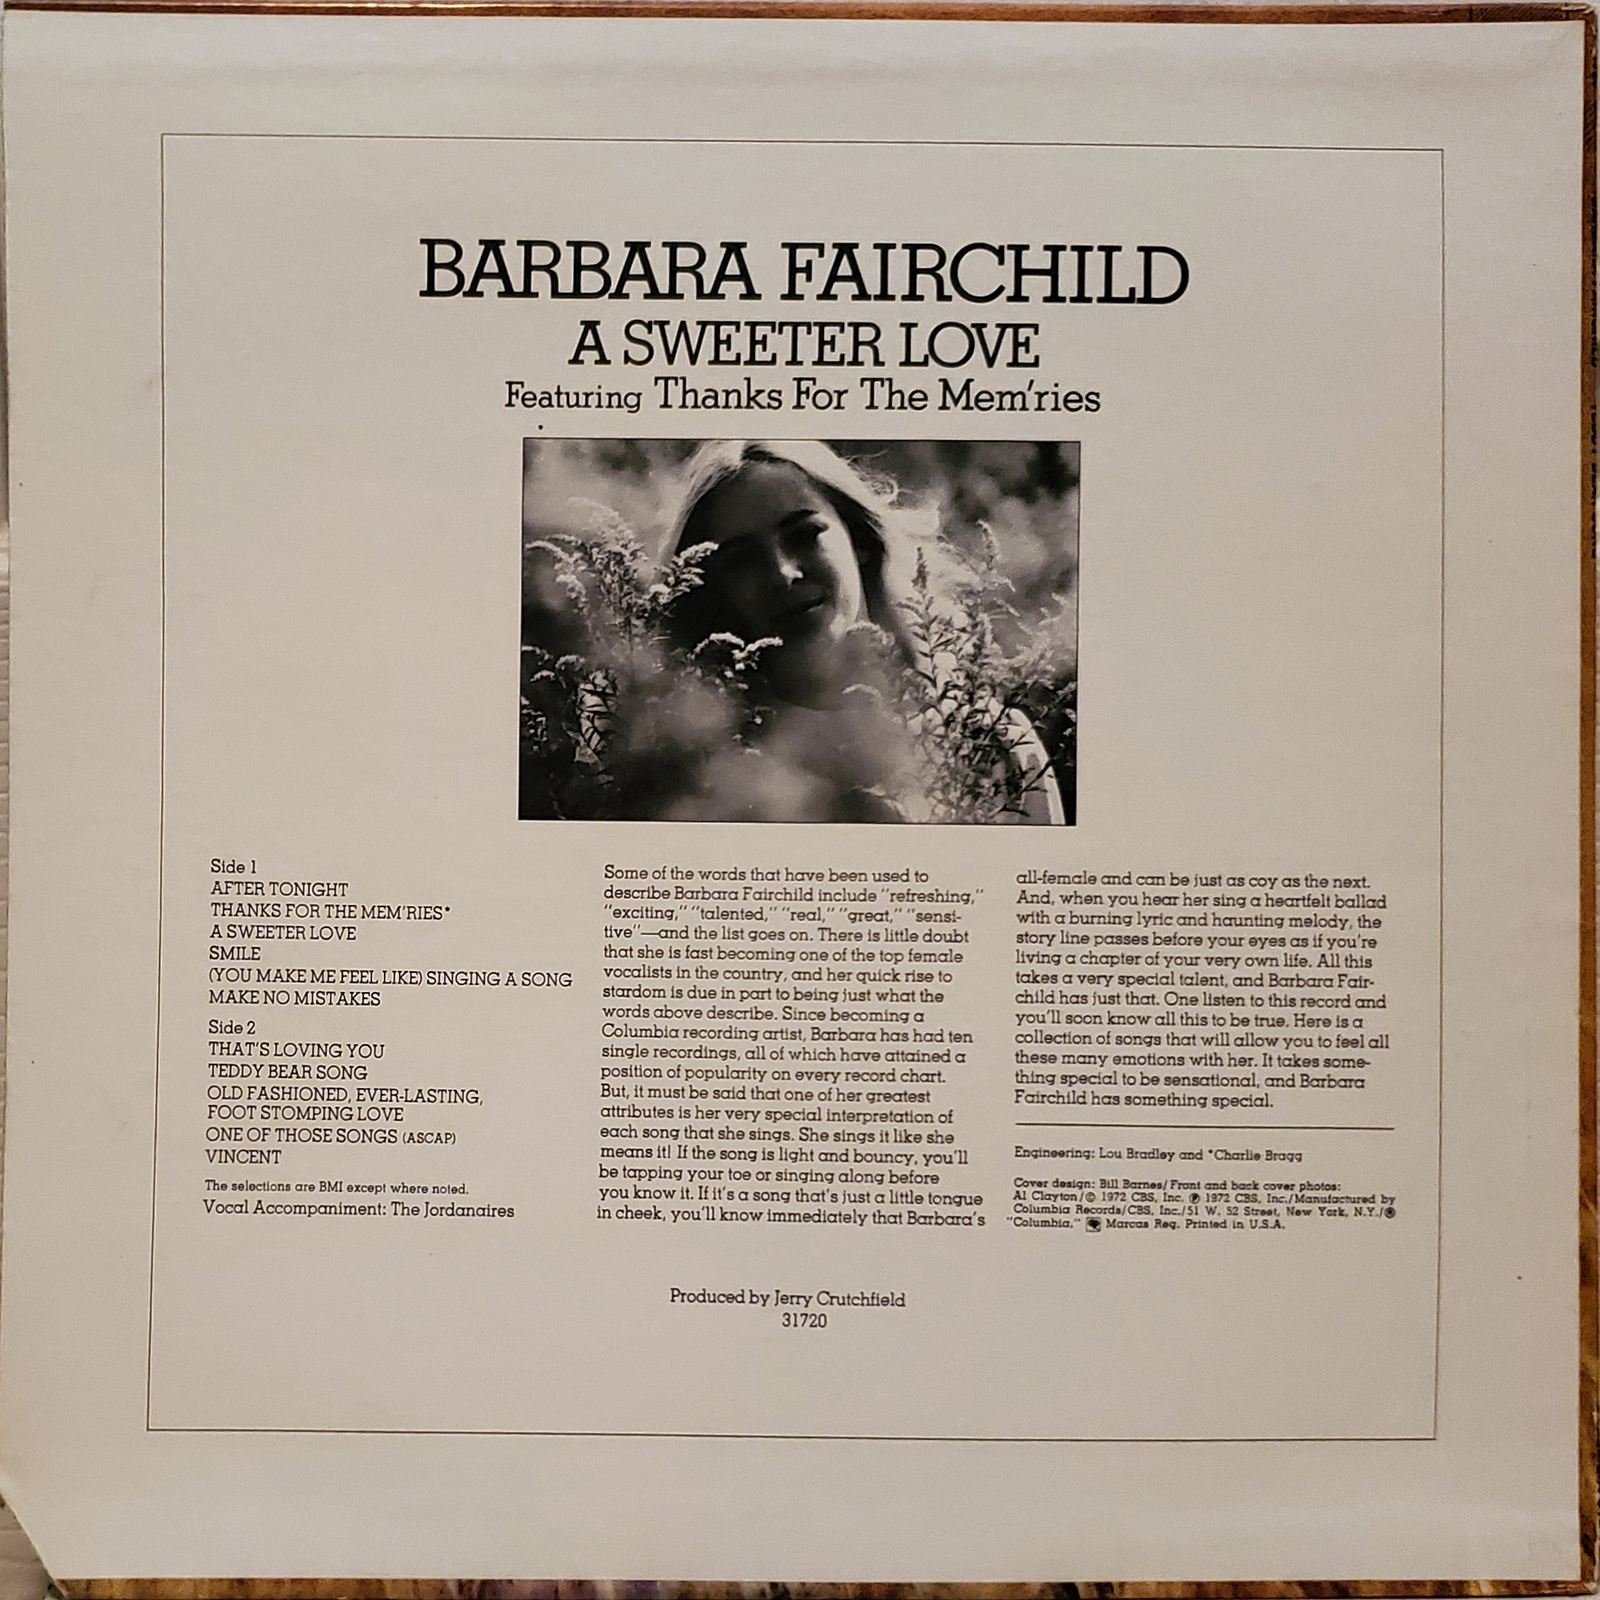 BARBARA FAIRCHILD
A SWEETER LOVE
Featuring Thanks For The Mem'ries
Side 1
AFTER TONIGHT
THANKS FOR THE MEM'RIES*
A SWEETER LOVE
SMILE
(YOU MAKE ME FEEL LIKE) SINGING A SONG
MAKE NO MISTAKES
Side 2
THAT'S LOVING YOU
TEDDY BEAR SONG
OLD FASHIONED, EVER-LASTING,
FOOT STOMPING LOVE
ONE OF THOSE SONGS (ASCAP)
VINCENT
The selections are BMI except where noted.
Vocal Accompaniment: The Jordanaires
Some of the words that have been used to
describe Barbara Fairchild include "refreshing,"
"exciting," "talented," "real," "great," "sensi-
tive"—and the list goes on. There is little doubt
that she is fast becoming one of the top female
vocalists in the country, and her quick rise to
stardom is due in part to being just what the
words above describe. Since becoming a
Columbia recording artist, Barbara has had ten
single recordings, all of which have attained a
position of popularity on every record chart.
But, it must be said that one of her greatest
attributes is her very special interpretation of
each song that she sings. She sings it like she
means it! If the song is light and bouncy, you'll
be tapping your toe or singing along before
you know it. If it's a song that's just a little tongue
in cheek, you'll know immediately that Barbara's
all-female and can be just as coy as the next.
And, when you hear her sing a heartfelt ballad
with a burning lyric and haunting melody, the
story line passes before your eyes as if you're
living a chapter of your very own life. All this
takes a very special talent, and Barbara Fair-
child has just that. One listen to this record and
you'll soon know all this to be true. Here is a
collection of songs that will allow you to feel all
these many emotions with her. It takes some-
thing special to be sensational, and Barbara
Fairchild has something special.
Engineering: Lou Bradley and *Charlie Bragg
Cover design: Bill Barnes/Front and back cover photos:
Al Clayton/© 1972 CBS, Inc. ℗ 1972 CBS, Inc./Manufactured by
Columbia Records/CBS, Inc./51 W. 52 Street, New York, N.Y./®
"Columbia," Marcas Reg. Printed in U.S.A.
Produced by Jerry Crutchfield
31720